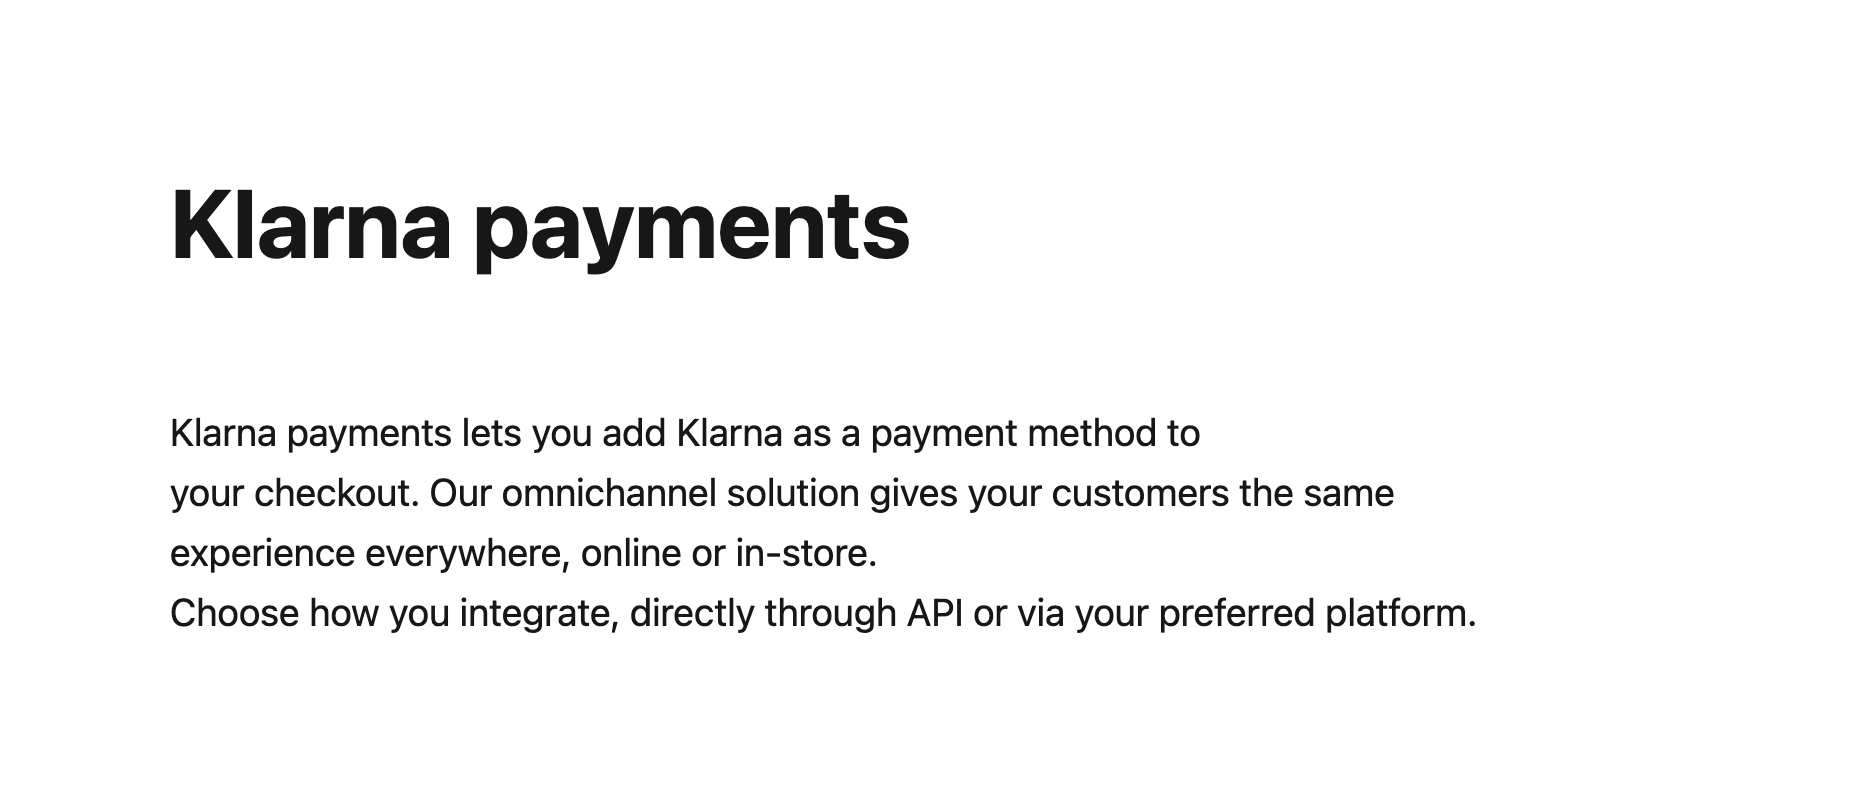 Klarna payments
Klarna payments lets you add Klarna as a payment method to
your checkout. Our omnichannel solution gives your customers the same
experience everywhere, online or in-store.
Choose how you integrate, directly through API or via your preferred platform.